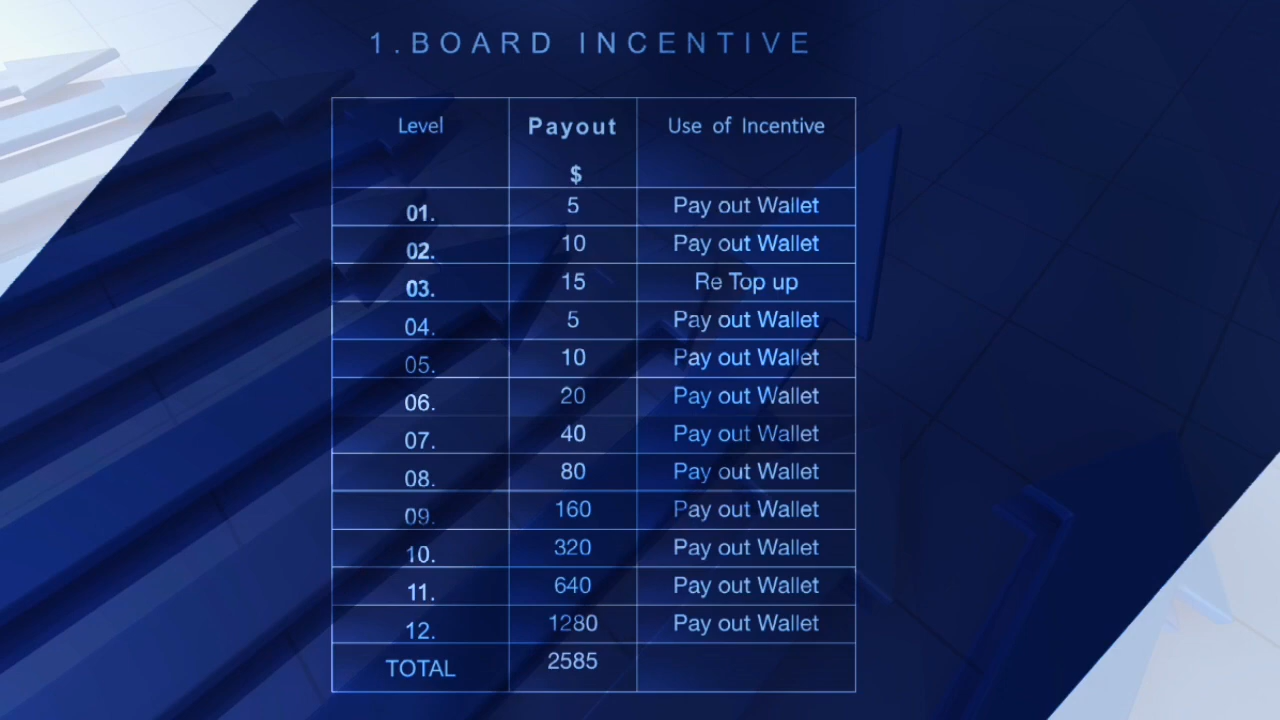 1.BOARD INCENTIVE
Level Payout $ Use of Incentive
01. 5 Pay out Wallet
02. 10 Pay out Wallet
03. 15 Re Top up
04. 5 Pay out Wallet
05. 10 Pay out Wallet
06. 20 Pay out Wallet
07. 40 Pay out Wallet
08. 80 Pay out Wallet
09. 160 Pay out Wallet
10. 320 Pay out Wallet
11. 640 Pay out Wallet
12. 1280 Pay out Wallet
TOTAL 2585